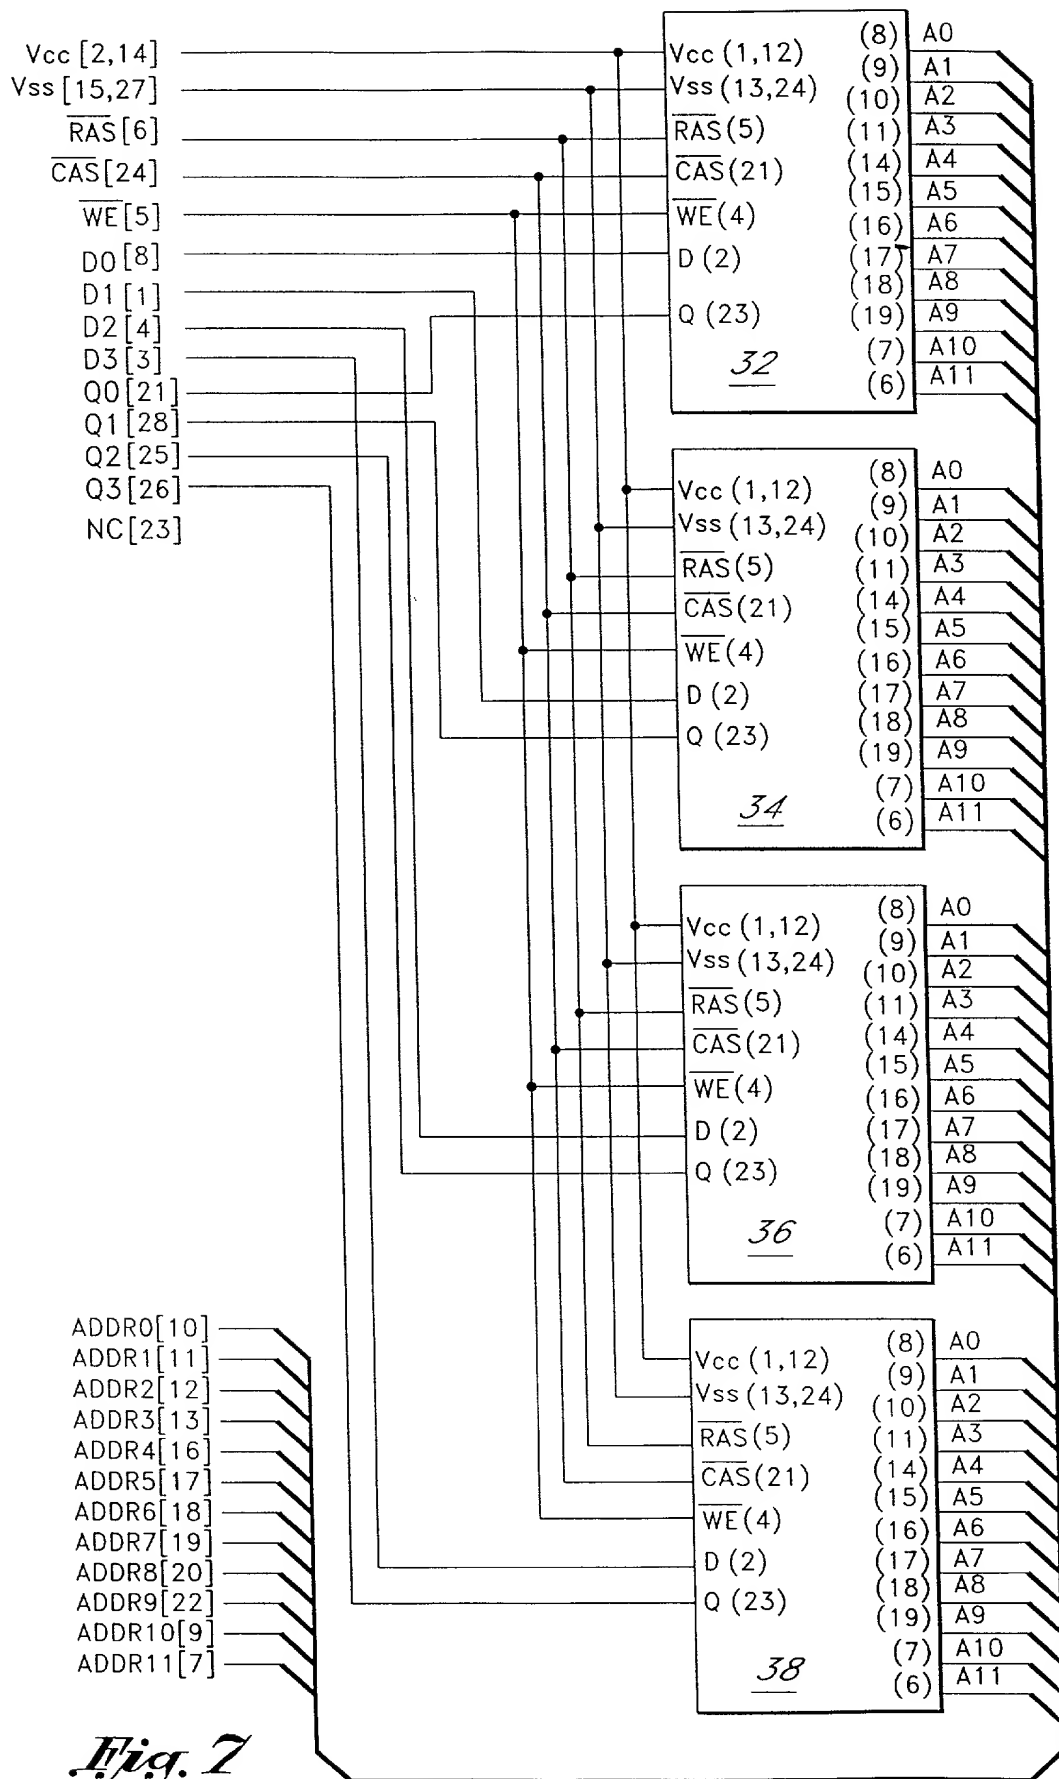 Vcc [2,14]
Vss [15,27]
RAS [6]
CAS [24]
WE [5]
D0 [8]
D1 [1]
D2 [4]
D3 [3]
Q0 [21]
Q1 [28]
Q2 [25]
Q3 [26]
NC [23]
Vcc (1,12)
Vss (13,24)
RAS (5)
CAS (21)
WE (4)
D (2)
Q (23)
32
(8) A0
(9) A1
(10) A2
(11) A3
(14) A4
(15) A5
(16) A6
(17) A7
(18) A8
(19) A9
(7) A10
(6) A11
Vcc (1,12)
Vss (13,24)
RAS (5)
CAS (21)
WE (4)
D (2)
Q (23)
34
(8) A0
(9) A1
(10) A2
(11) A3
(14) A4
(15) A5
(16) A6
(17) A7
(18) A8
(19) A9
(7) A10
(6) A11
Vcc (1,12)
Vss (13,24)
RAS (5)
CAS (21)
WE (4)
D (2)
Q (23)
36
(8) A0
(9) A1
(10) A2
(11) A3
(14) A4
(15) A5
(16) A6
(17) A7
(18) A8
(19) A9
(7) A10
(6) A11
ADDR0 [10]
ADDR1 [11]
ADDR2 [12]
ADDR3 [13]
ADDR4 [16]
ADDR5 [17]
ADDR6 [18]
ADDR7 [19]
ADDR8 [20]
ADDR9 [22]
ADDR10 [9]
ADDR11 [7]
Vcc (1,12)
Vss (13,24)
RAS (5)
CAS (21)
WE (4)
D (2)
Q (23)
38
(8) A0
(9) A1
(10) A2
(11) A3
(14) A4
(15) A5
(16) A6
(17) A7
(18) A8
(19) A9
(7) A10
(6) A11
Fig. 7